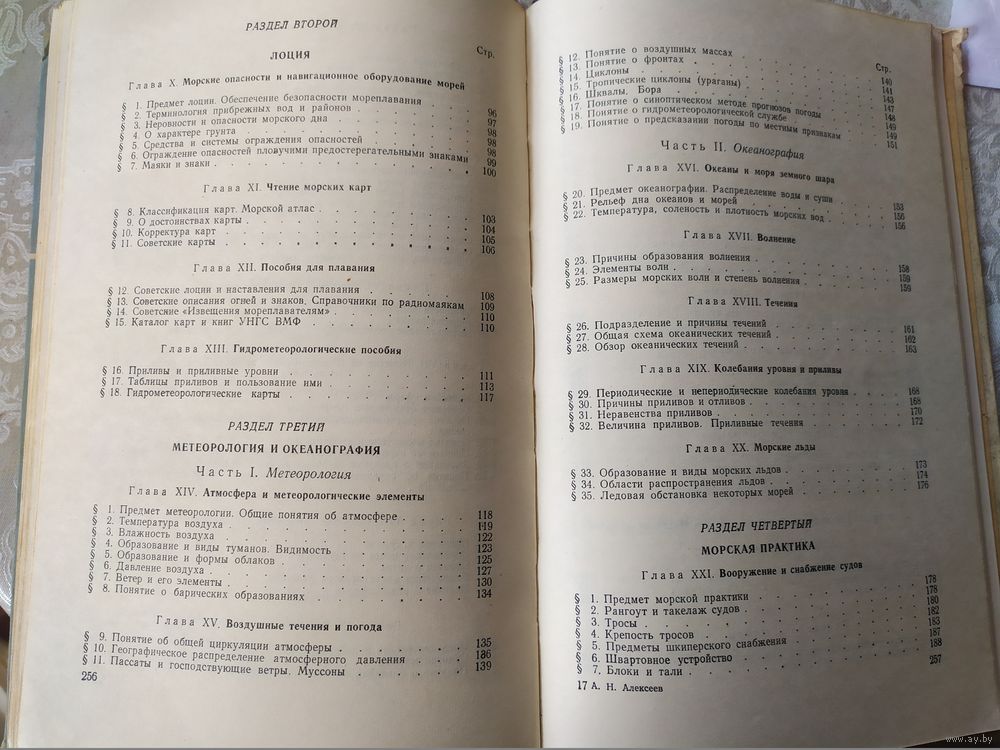 РАЗДЕЛ ВТОРОЙ
ЛОЦИЯ
Стр.
Глава X. Морские опасности и навигационное оборудование морей
§ 1. Предмет лоции. Обеспечение безопасности мореплавания . . . . 96
§ 2. Терминология прибрежных вод и районов . . . . 97
§ 3. Неровности и опасности морского дна . . . . 98
§ 4. О характере грунта . . . . 98
§ 5. Средства и системы ограждения опасностей . . . . 98
§ 6. Ограждение опасностей пловучими предостерегательными знаками 99
§ 7. Маяки и знаки . . . . 100
Глава XI. Чтение морских карт
§ 8. Классификация карт. Морской атлас . . . . 103
§ 9. О достоинствах карты . . . . 104
§ 10. Корректура карт . . . . 105
§ 11. Советские карты . . . . 106
Глава XII. Пособия для плавания
§ 12. Советские лоции и наставления для плавания . . . . 108
§ 13. Советские описания огней и знаков. Справочники по радиомаякам 109
§ 14. Советские «Извещения мореплавателям» . . . . 110
§ 15. Каталог карт и книг УНГС ВМФ . . . . 110
Глава XIII. Гидрометеорологические пособия
§ 16. Приливы и приливные уровни . . . . 111
§ 17. Таблицы приливов и пользование ими . . . . 113
§ 18. Гидрометеорологические карты . . . . 117
РАЗДЕЛ ТРЕТИЙ
МЕТЕОРОЛОГИЯ И ОКЕАНОГРАФИЯ
Часть I. Метеорология
Глава XIV. Атмосфера и метеорологические элементы
§ 1. Предмет метеорологии. Общие понятия об атмосфере . . . . 118
§ 2. Температура воздуха . . . . 119
§ 3. Влажность воздуха . . . . 122
§ 4. Образование и виды туманов. Видимость . . . . 123
§ 5. Образование и формы облаков . . . . 125
§ 6. Давление воздуха . . . . 127
§ 7. Ветер и его элементы . . . . 130
§ 8. Понятие о барических образованиях . . . . 134
Глава XV. Воздушные течения и погода
§ 9. Понятие об общей циркуляции атмосферы . . . . 135
§ 10. Географическое распределение атмосферного давления . . . . 136
§ 11. Пассаты и господствующие ветры. Муссоны . . . . 139
256
Стр.
§ 12. Понятие о воздушных массах . . . . 140
§ 13. Понятие о фронтах . . . . 141
§ 14. Циклоны . . . . 143
§ 15. Тропические циклоны (ураганы) . . . . 147
§ 16. Шквалы. Бора . . . . 148
§ 17. Понятие о синоптическом методе прогнозов погоды . . . . 149
§ 18. Понятие о гидрометеорологической службе . . . . 149
§ 19. Понятие о предсказании погоды по местным признакам . . . . 151
Часть II. Океанография
Глава XVI. Океаны и моря земного шара
§ 20. Предмет океанографии. Распределение воды и суши . . . . 153
§ 21. Рельеф дна океанов и морей . . . . 156
§ 22. Температура, соленость и плотность морских вод . . . . 156
Глава XVII. Волнение
§ 23. Причины образования волнения . . . . 158
§ 24. Элементы волн . . . . 159
§ 25. Размеры морских волн и степень волнения . . . . 159
Глава XVIII. Течения
§ 26. Подразделение и причины течений . . . . 161
§ 27. Общая схема океанических течений . . . . 162
§ 28. Обзор океанических течений . . . . 163
Глава XIX. Колебания уровня и приливы
§ 29. Периодические и непериодические колебания уровня . . . . 168
§ 30. Причины приливов и отливов . . . . 168
§ 31. Неравенства приливов . . . . 170
§ 32. Величина приливов. Приливные течения . . . . 172
Глава XX. Морские льды
§ 33. Образование и виды морских льдов . . . . 173
§ 34. Области распространения льдов . . . . 174
§ 35. Ледовая обстановка некоторых морей . . . . 176
РАЗДЕЛ ЧЕТВЕРТЫЙ
МОРСКАЯ ПРАКТИКА
Глава XXI. Вооружение и снабжение судов
§ 1. Предмет морской практики . . . . 178
§ 2. Рангоут и такелаж судов . . . . 178
§ 3. Тросы . . . . 180
§ 4. Крепость тросов . . . . 182
§ 5. Предметы шкиперского снабжения . . . . 183
§ 6. Швартовное устройство . . . . 187
§ 7. Блоки и тали . . . . 188
17 А. Н. Алексеев
257
www.ay.by